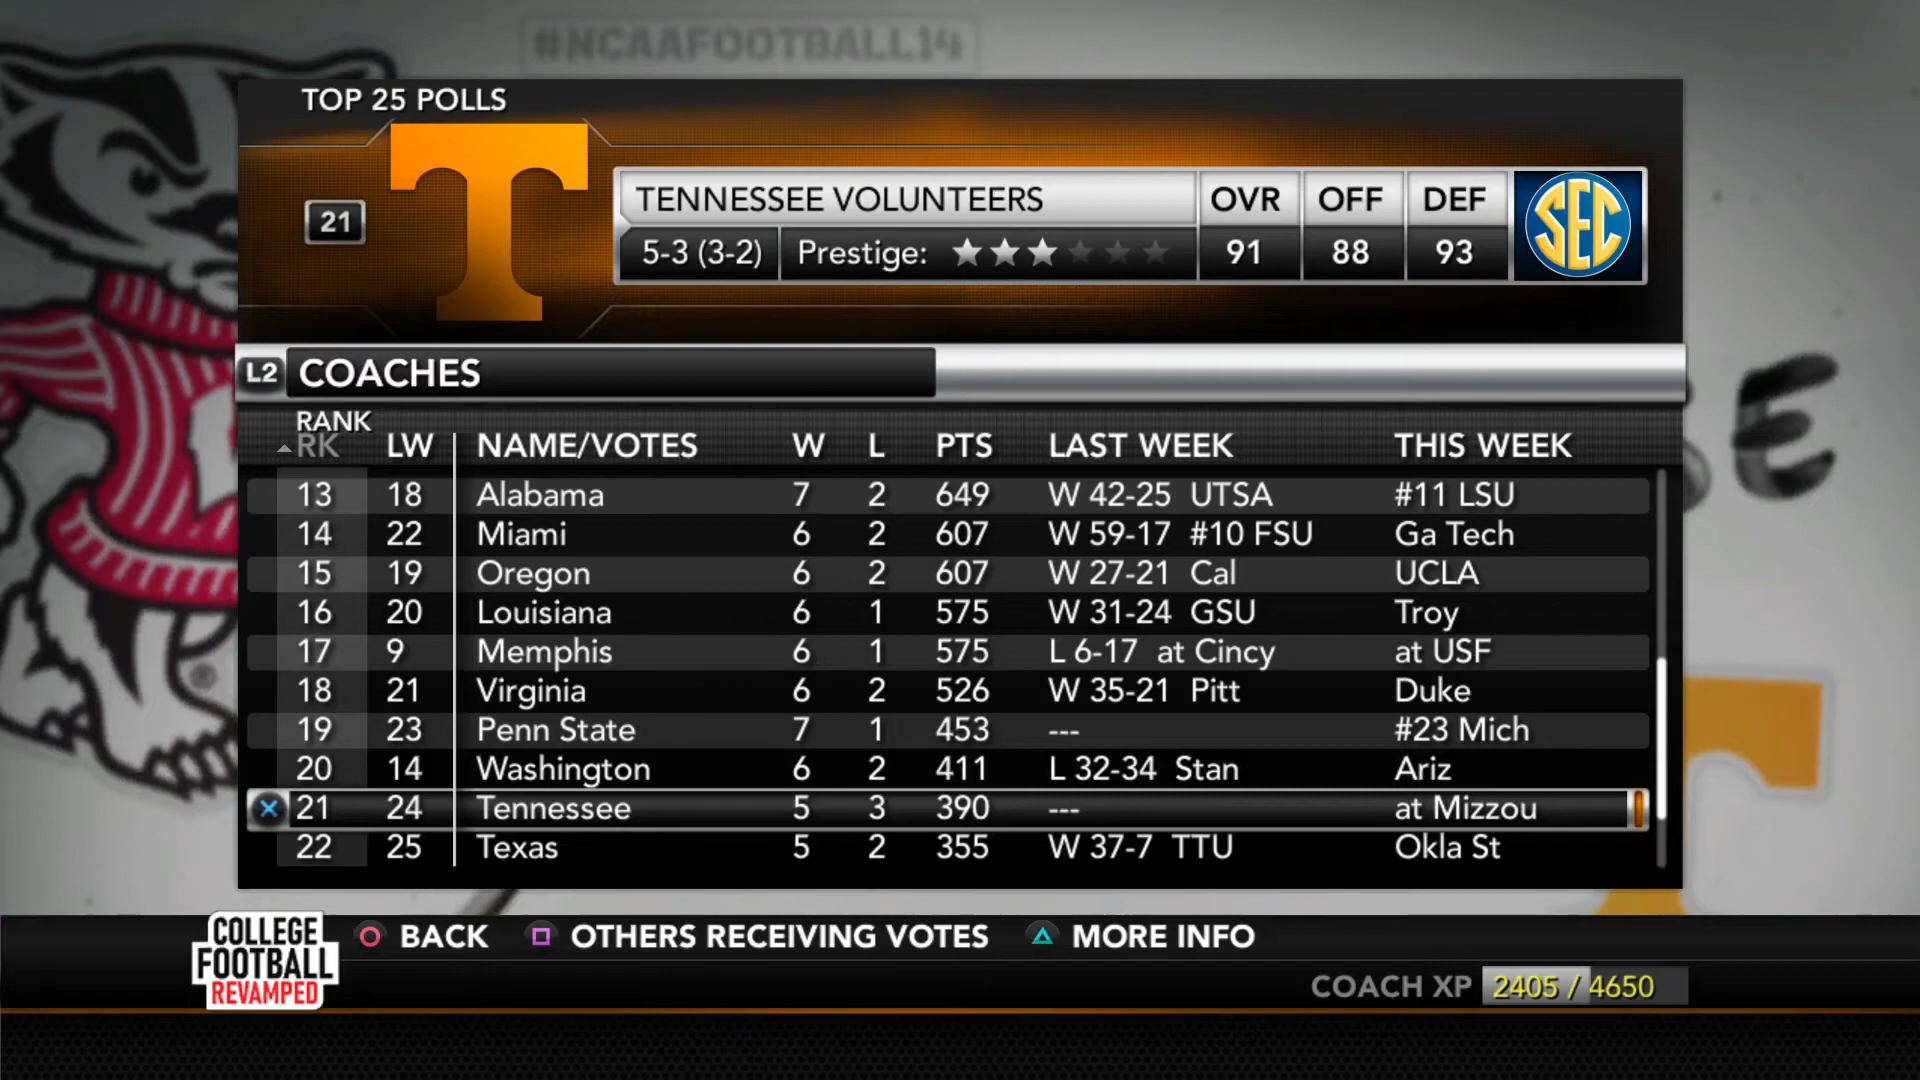 #NCAAFOOTBALL14
TOP 25 POLLS
21
TENNESSEE VOLUNTEERS OVR OFF DEF
5-3 (3-2) Prestige: 91 88 93
SEC
L2 COACHES
RANK
RK LW NAME/VOTES W L PTS LAST WEEK THIS WEEK
13 18 Alabama 7 2 649 W 42-25 UTSA #11 LSU
14 22 Miami 6 2 607 W 59-17 #10 FSU Ga Tech
15 19 Oregon 6 2 607 W 27-21 Cal UCLA
16 20 Louisiana 6 1 575 W 31-24 GSU Troy
17 9 Memphis 6 1 575 L 6-17 at Cincy at USF
18 21 Virginia 6 2 526 W 35-21 Pitt Duke
19 23 Penn State 7 1 453 --- #23 Mich
20 14 Washington 6 2 411 L 32-34 Stan Ariz
21 24 Tennessee 5 3 390 --- at Mizzou
22 25 Texas 5 2 355 W 37-7 TTU Okla St
BACK OTHERS RECEIVING VOTES MORE INFO
COLLEGE
FOOTBALL
REVAMPED
COACH XP 2405 / 4650